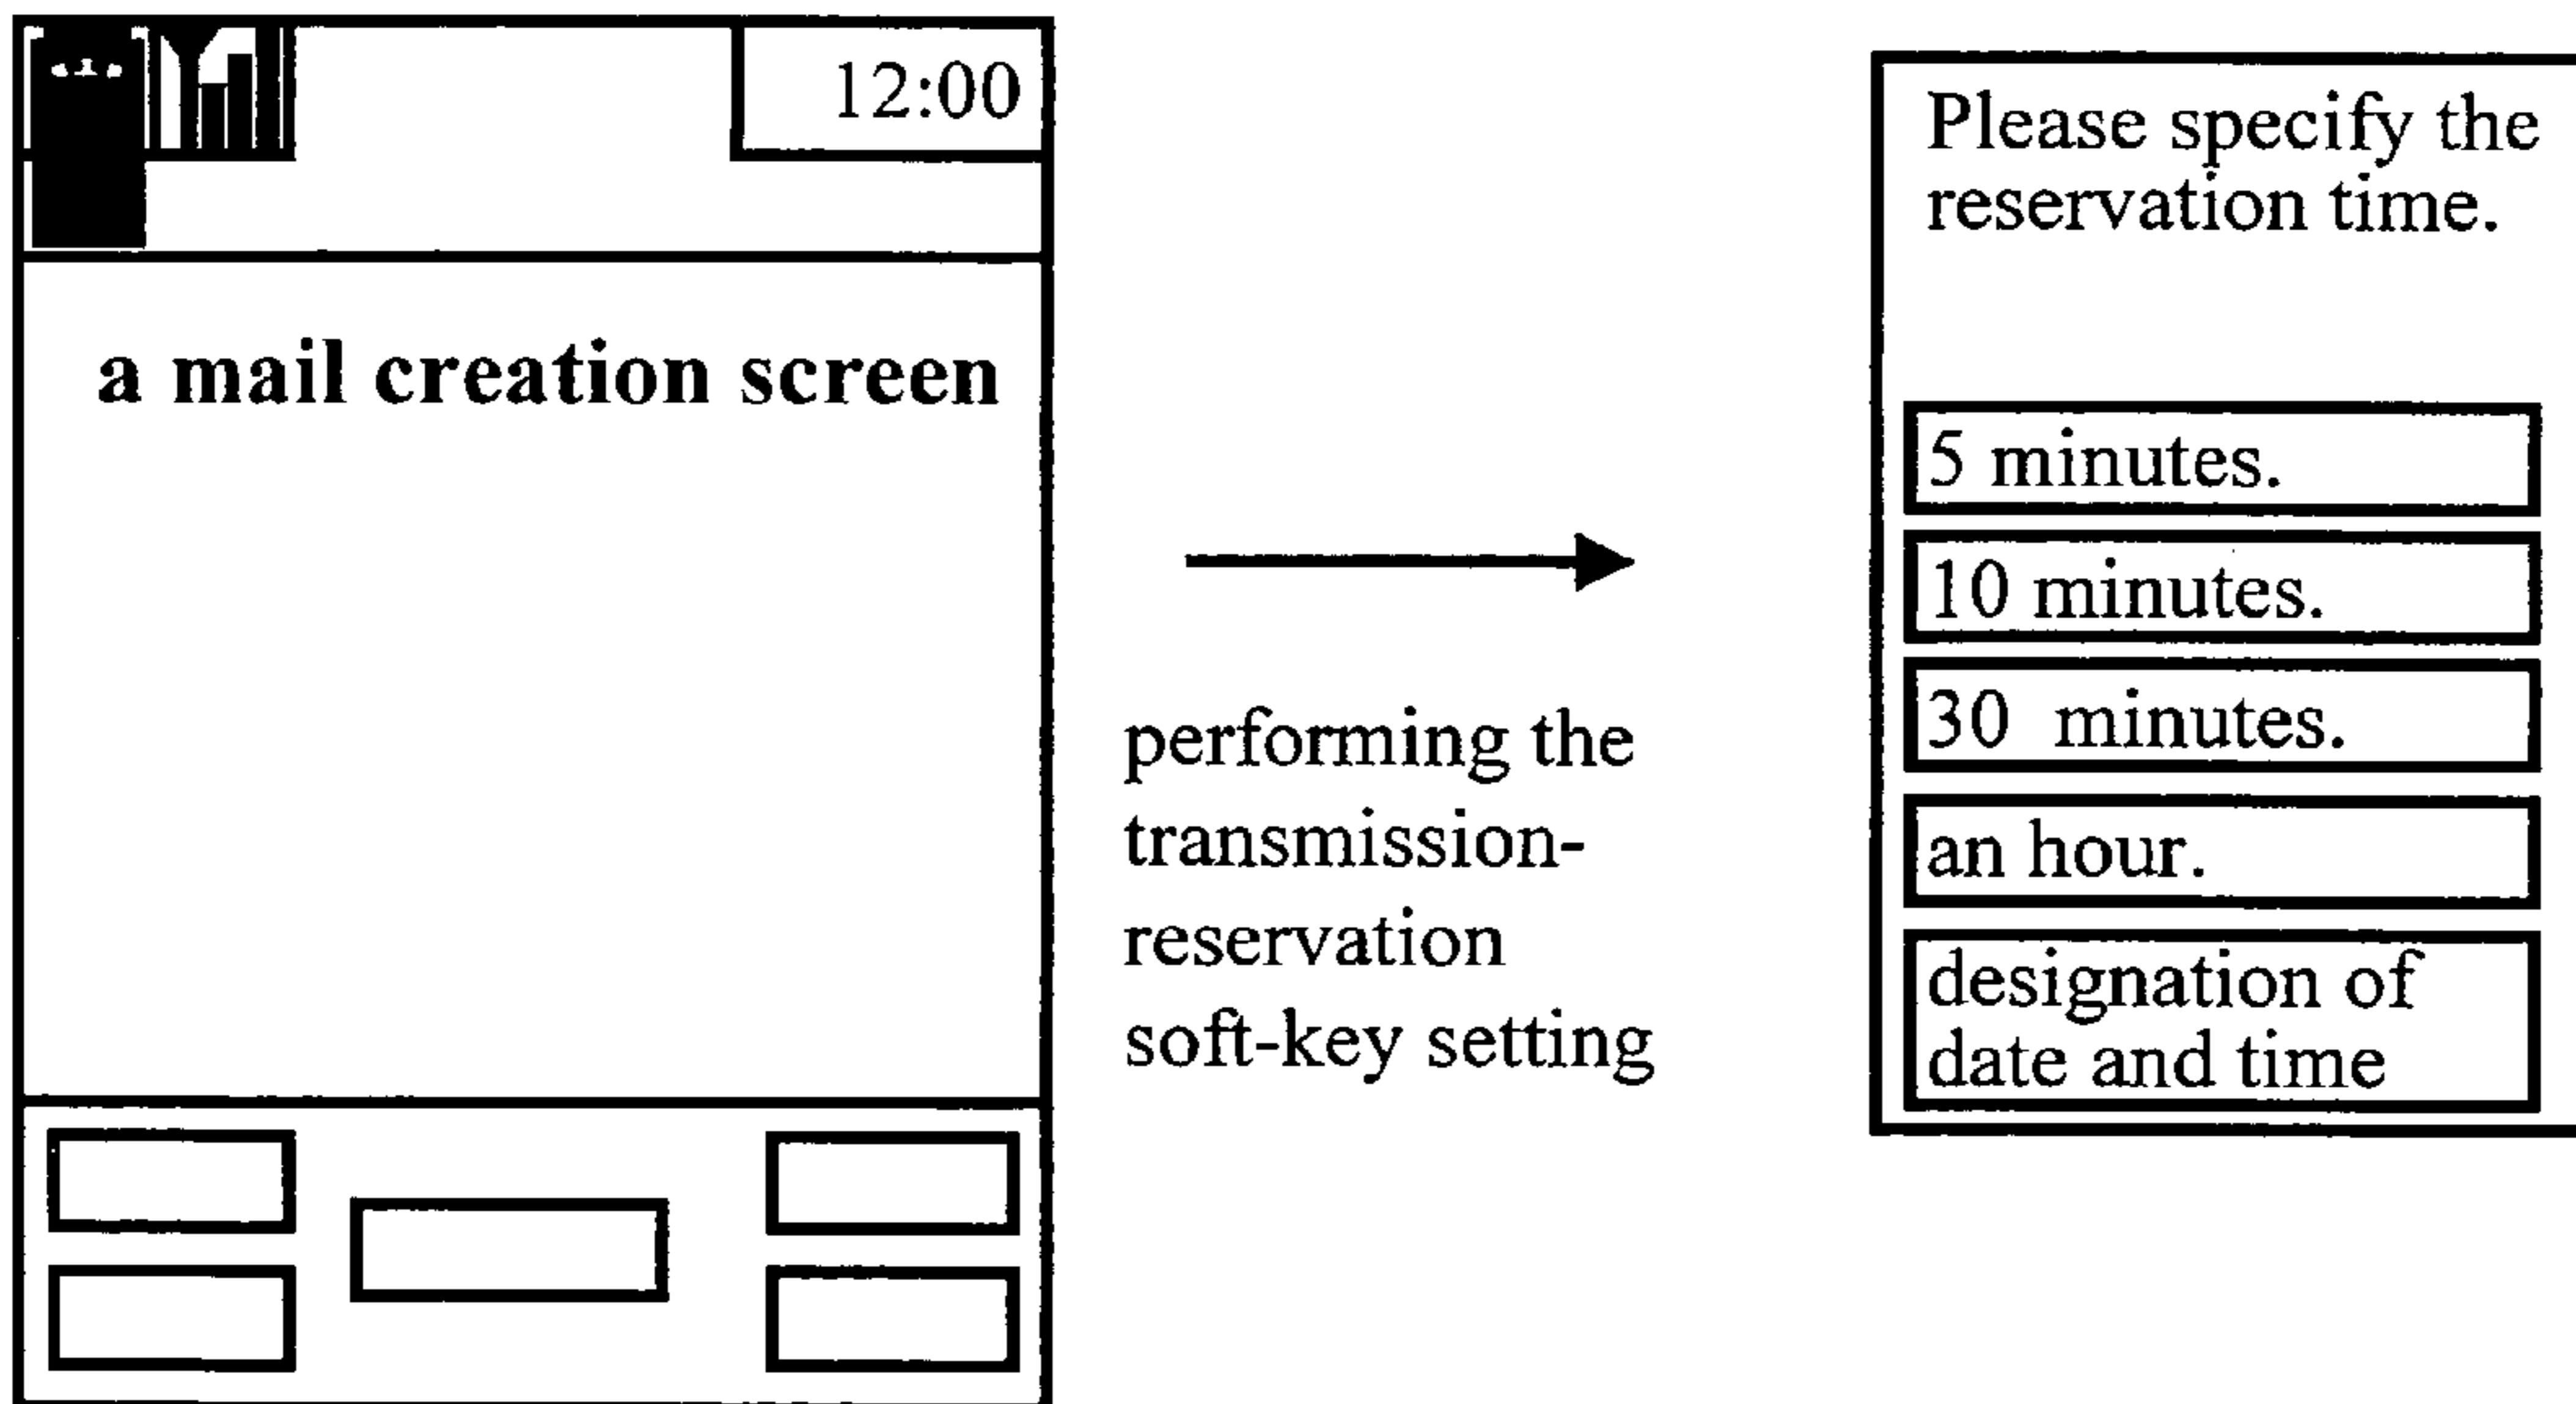 12:00
a mail creation screen
performing the
transmission-
reservation
soft-key setting
Please specify the
reservation time.
5 minutes.
10 minutes.
30 minutes.
an hour.
designation of
date and time